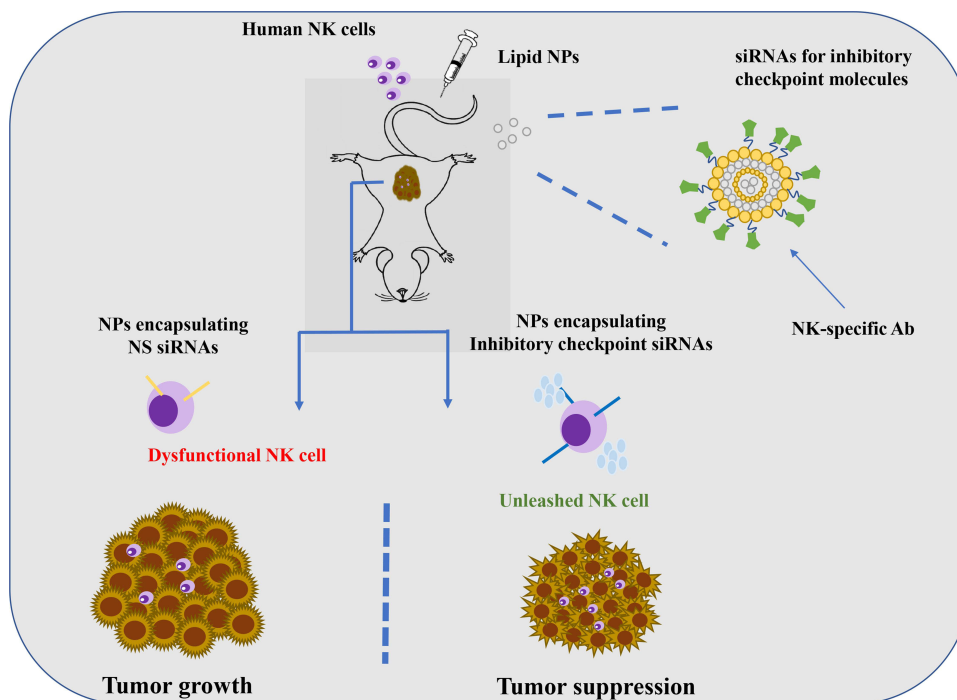 Human NK cells
Lipid NPs
siRNAs for inhibitory
checkpoint molecules
NK-specific Ab
NPs encapsulating
NS siRNAs
NPs encapsulating
Inhibitory checkpoint siRNAs
Dysfunctional NK cell
Unleashed NK cell
Tumor growth
Tumor suppression